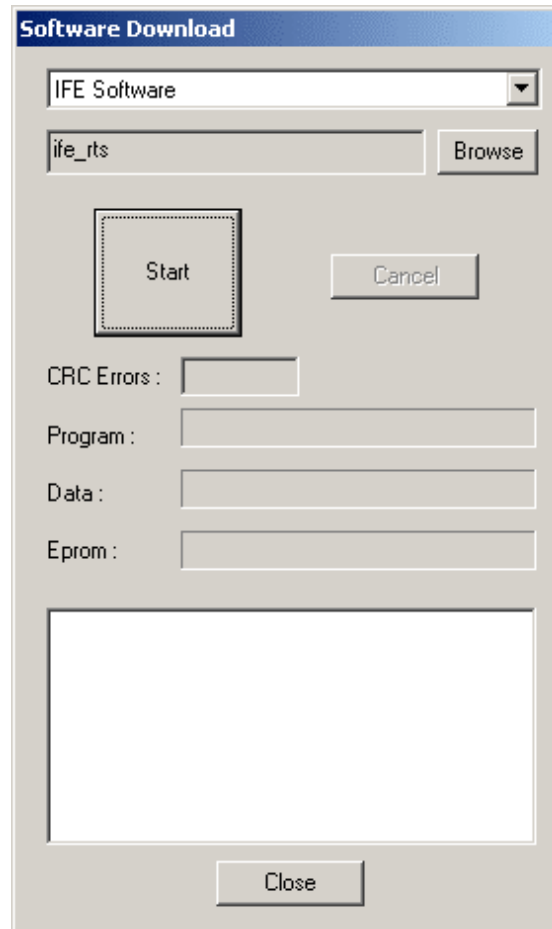 Software Download
IFE Software
ife_rts
Browse
Start
Cancel
CRC Errors :
Program :
Data :
Eprom :
Close